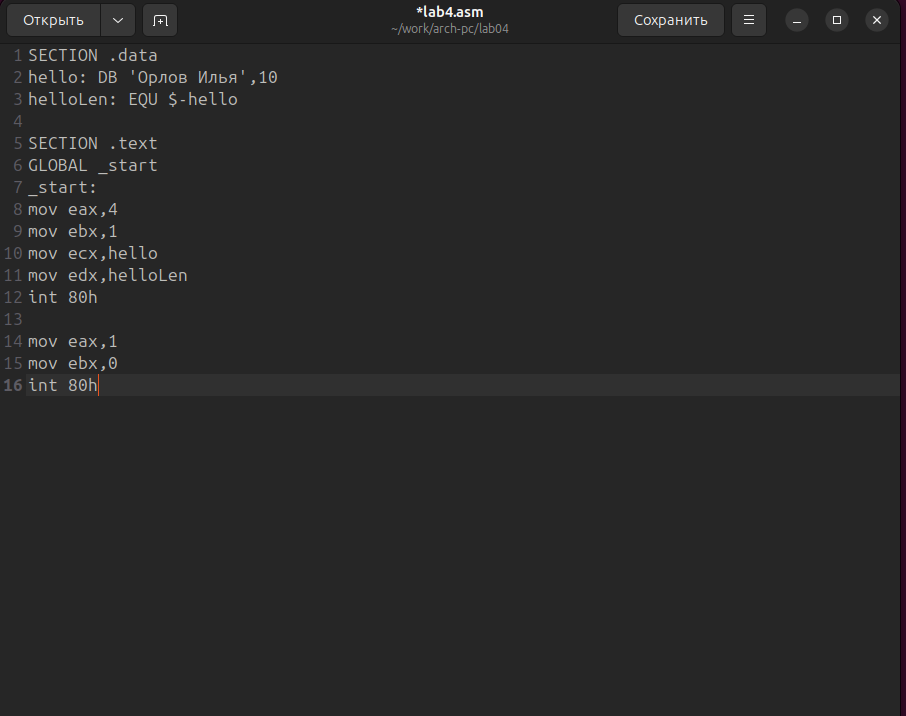 Открыть
*lab4.asm
~/work/arch-pc/lab04
Сохранить
1 SECTION .data
2 hello: DB 'Орлов Илья',10
3 helloLen: EQU $-hello
4
5 SECTION .text
6 GLOBAL _start
7 _start:
8 mov eax,4
9 mov ebx,1
10 mov ecx,hello
11 mov edx,helloLen
12 int 80h
13
14 mov eax,1
15 mov ebx,0
16 int 80h